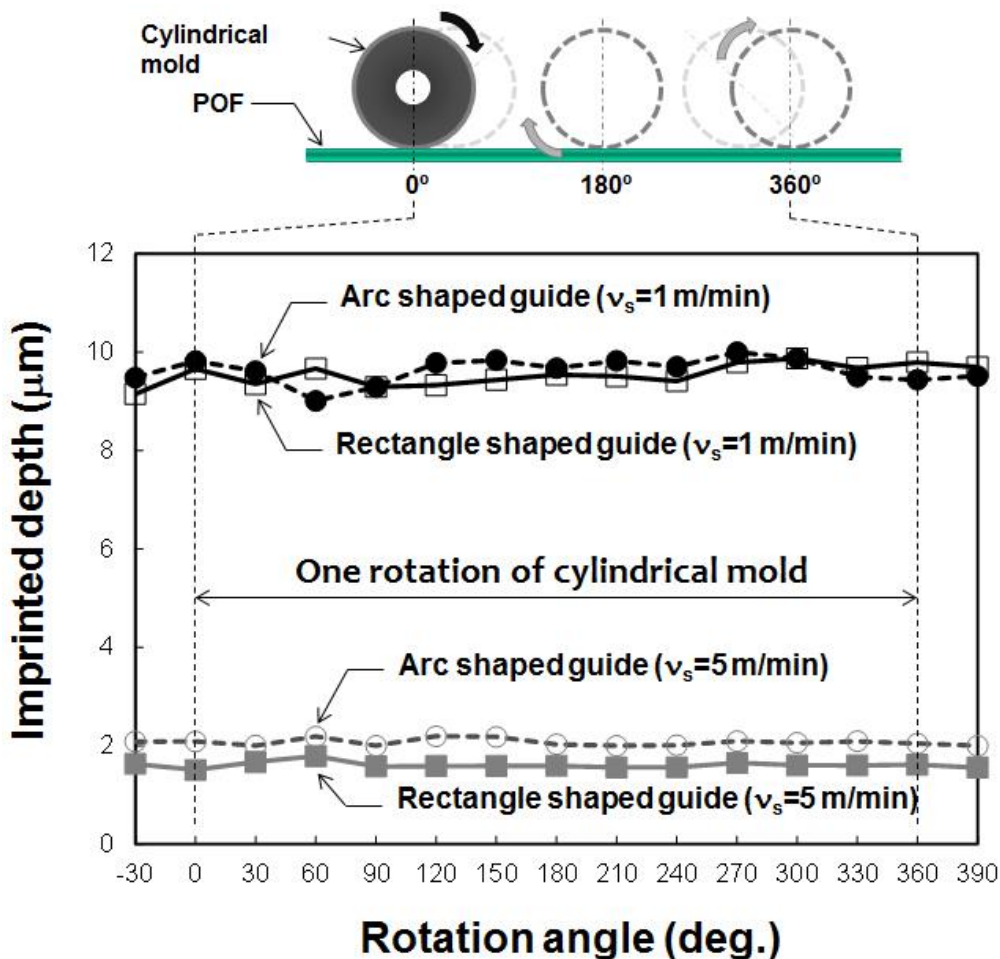 Cylindrical
mold
POF
0º
180º
360º
12
10
8
6
4
2
0
Imprinted depth (μm)
Arc shaped guide (νs=1 m/min)
Rectangle shaped guide (νs=1 m/min)
One rotation of cylindrical mold
Arc shaped guide (νs=5 m/min)
Rectangle shaped guide (νs=5 m/min)
-30 0 30 60 90 120 150 180 210 240 270 300 330 360 390
Rotation angle (deg.)